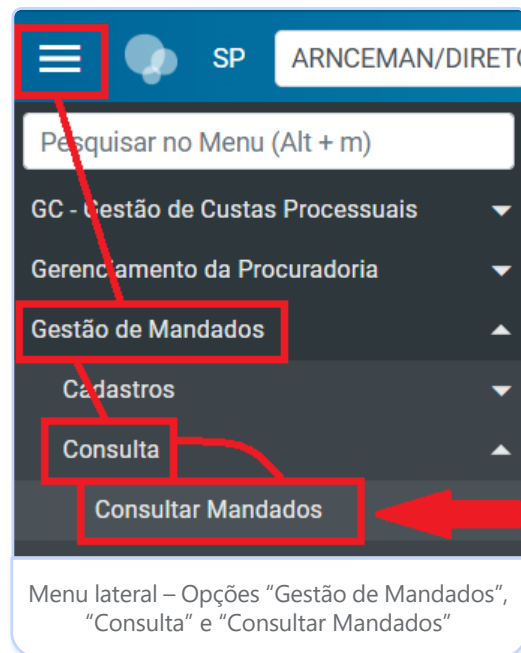 SP
ARNCEMAN/DIRETO
Pesquisar no Menu (Alt + m)
GC - Gestão de Custas Processuais
Gerenciamento da Procuradoria
Gestão de Mandados
Cadastros
Consulta
Consultar Mandados
Menu lateral – Opções “Gestão de Mandados”,
“Consulta” e “Consultar Mandados”